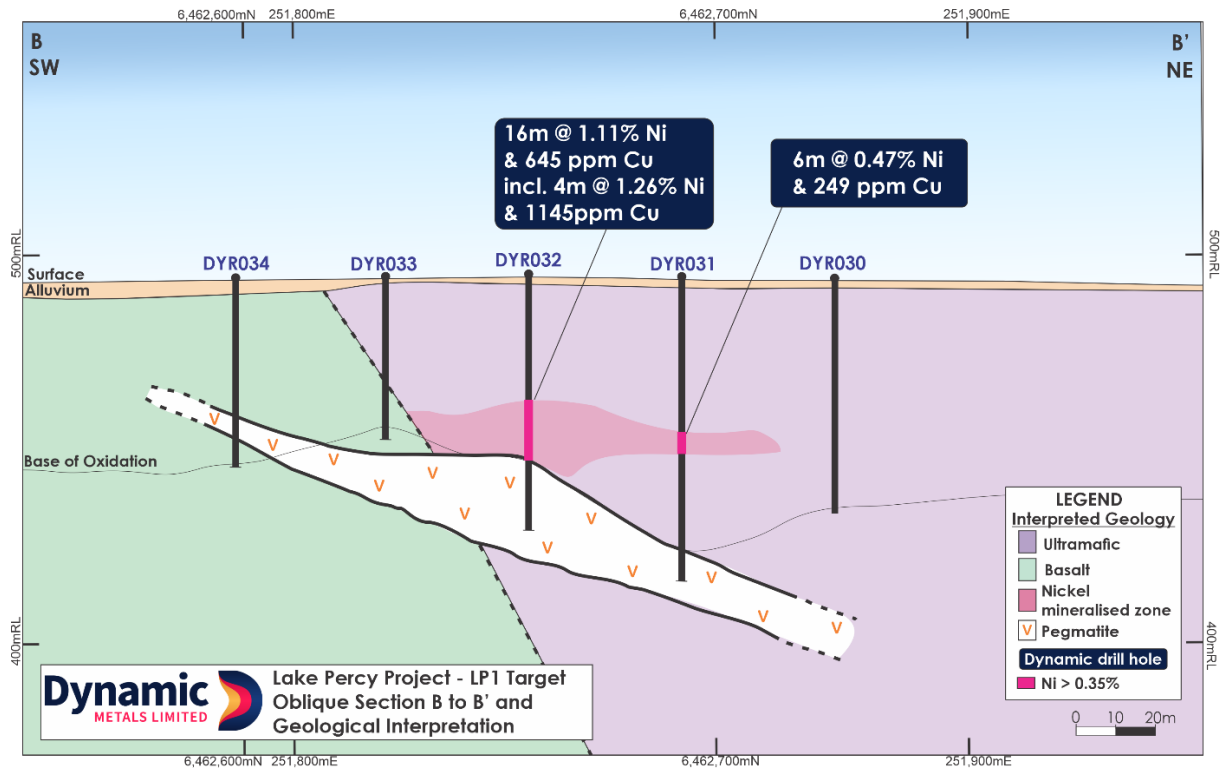 6,462,600mN 251,800mE 6,462,700mN 251,900mE
B
SW
B'
NE
16m @ 1.11% Ni
& 645 ppm Cu
incl. 4m @ 1.26% Ni
& 1145ppm Cu
6m @ 0.47% Ni
& 249 ppm Cu
500mRL
500mRL
DYR034 DYR033 DYR032 DYR031 DYR030
Surface
Alluvium
Base of Oxidation
V V V V V V V V V V V V V V
400mRL
400mRL
LEGEND
Interpreted Geology
Ultramafic
Basalt
Nickel
mineralised zone
V Pegmatite
Dynamic drill hole
Ni > 0.35%
0 10 20m
Dynamic
METALS LIMITED
Lake Percy Project - LP1 Target
Oblique Section B to B' and
Geological Interpretation
6,462,600mN 251,800mE 6,462,700mN 251,900mE